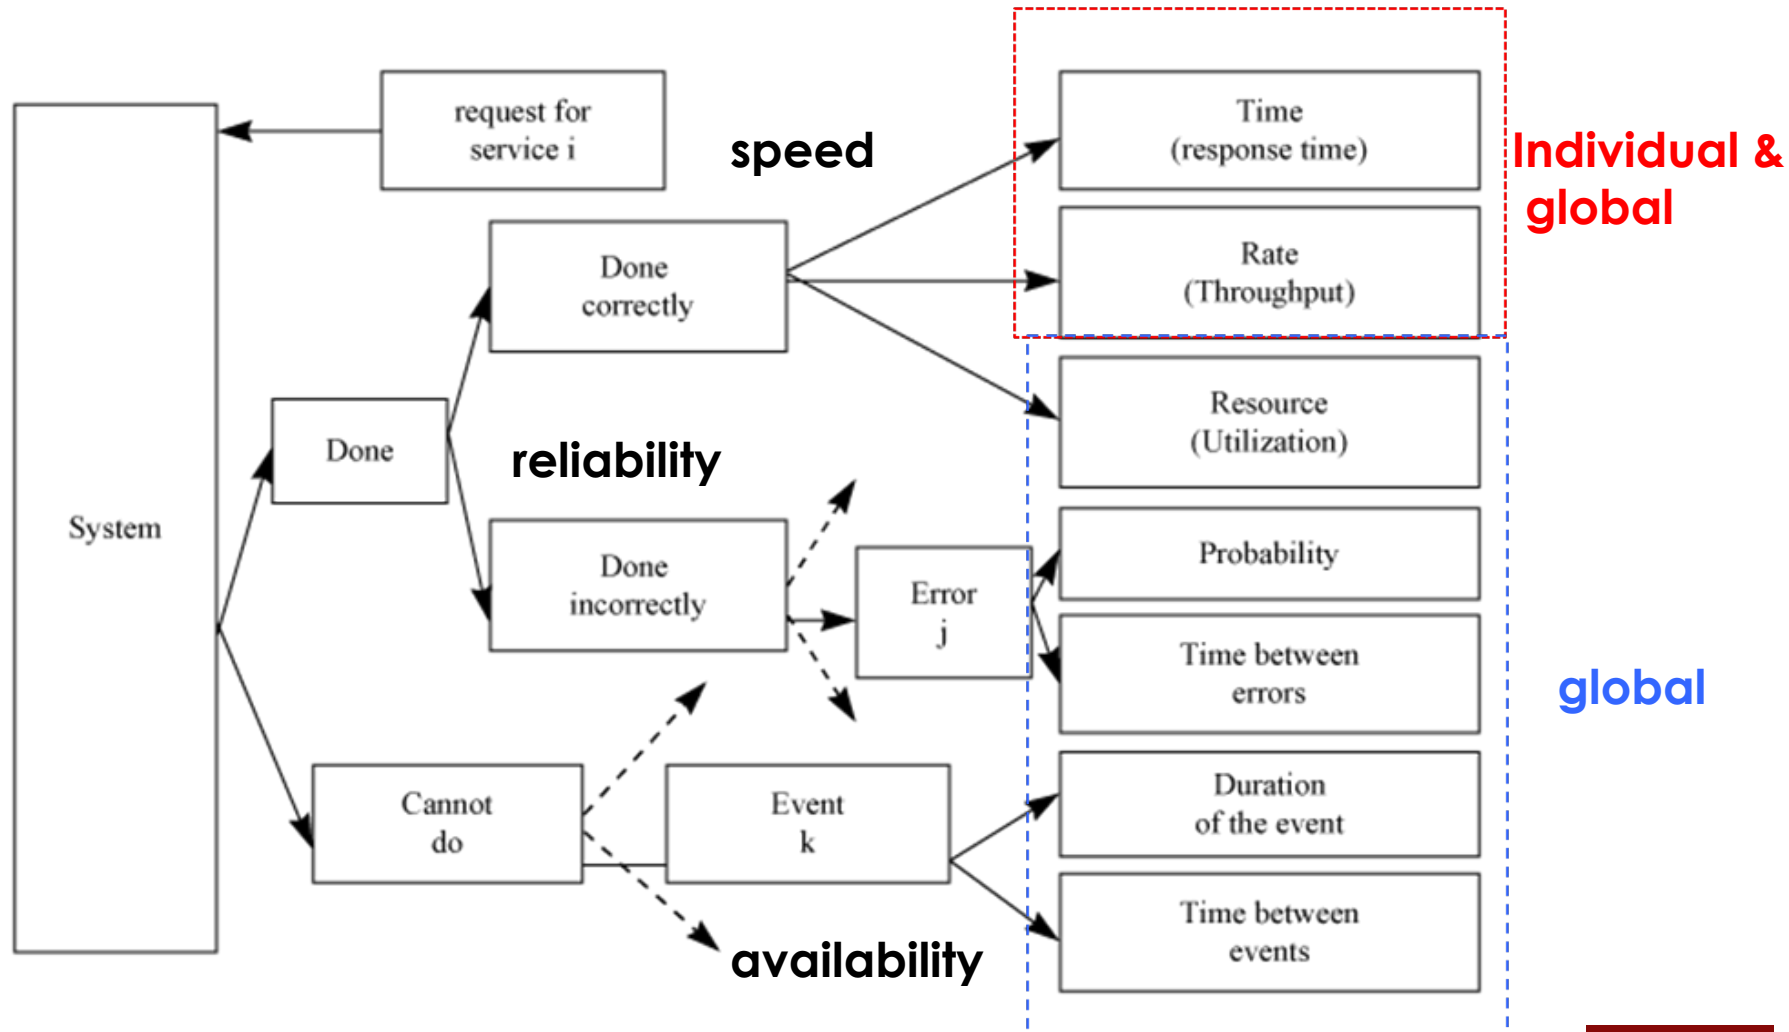 request for
service i
speed
Time
(response time)
Individual &
global
Rate
(Throughput)
Done
correctly
Resource
(Utilization)
Done
reliability
System
Done
incorrectly
Error
j
Probability
Time between
errors
global
Cannot
do
Event
k
Duration
of the event
Time between
events
availability